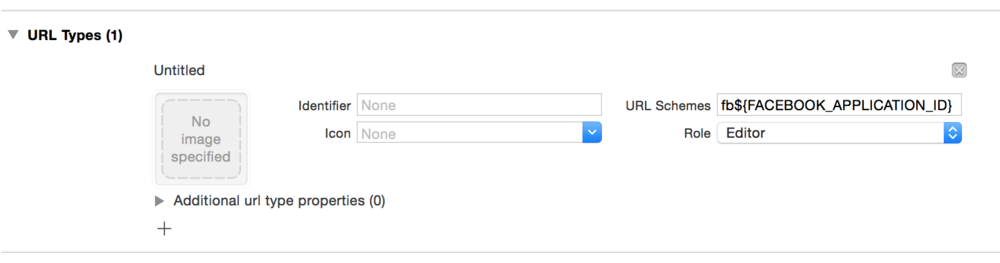 URL Types (1)
Untitled
No
image
specified
Identifier None
URL Schemes fb${FACEBOOK_APPLICATION_ID}
Icon None
Role Editor
Additional url type properties (0)